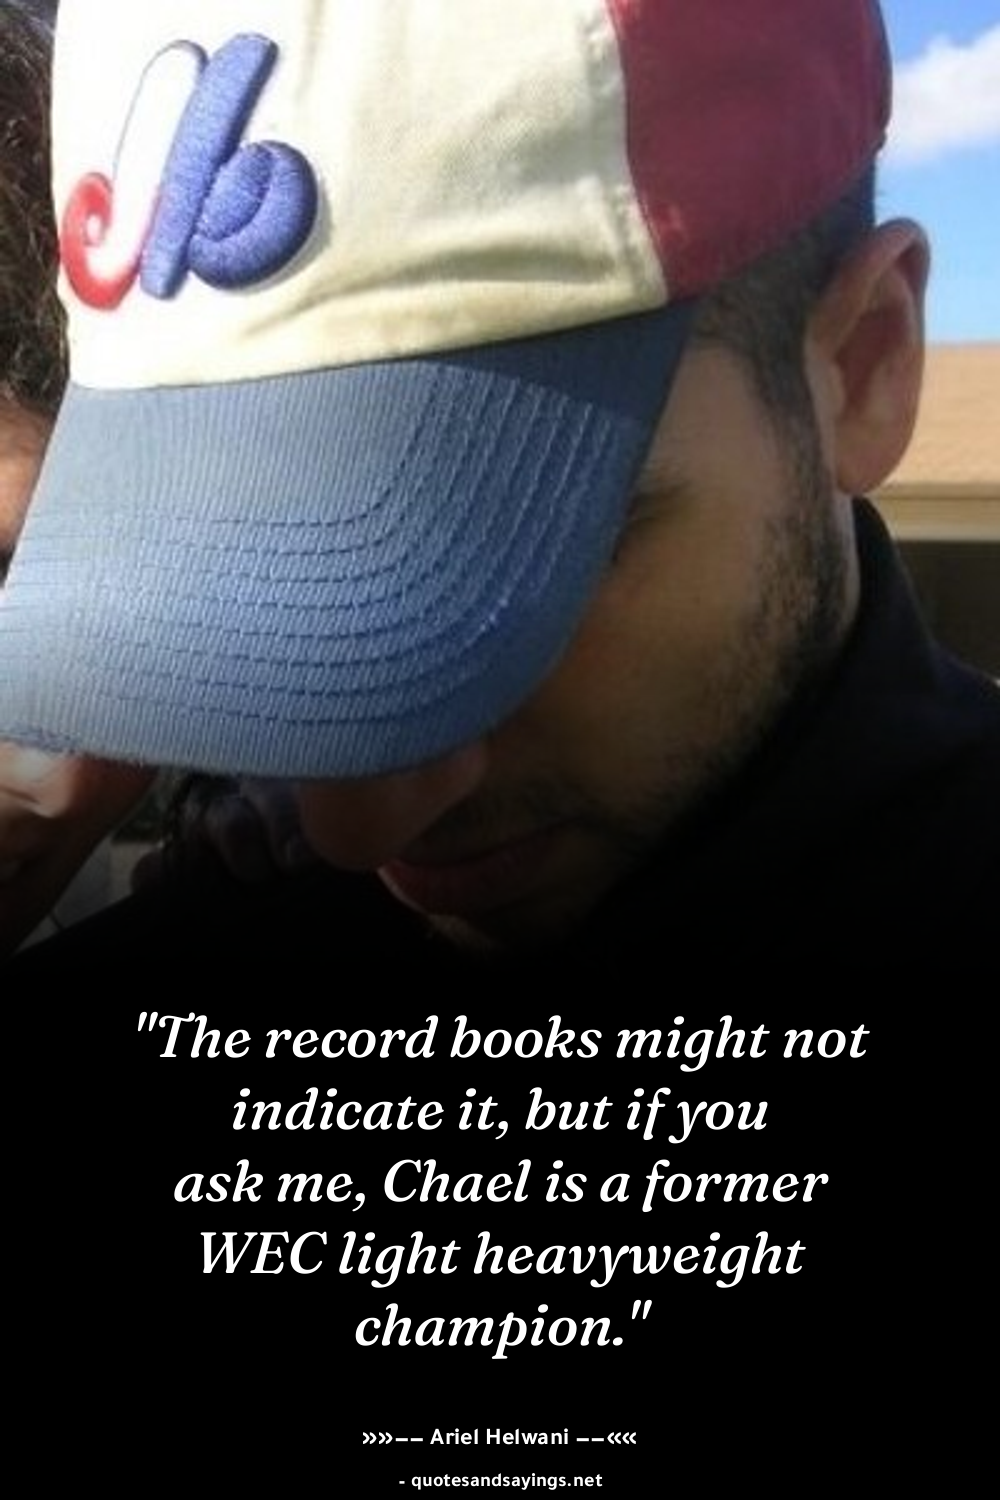 "The record books might not
indicate it, but if you
ask me, Chael is a former
WEC light heavyweight
champion."
»»–– Ariel Helwani ––««
- quotesandsayings.net